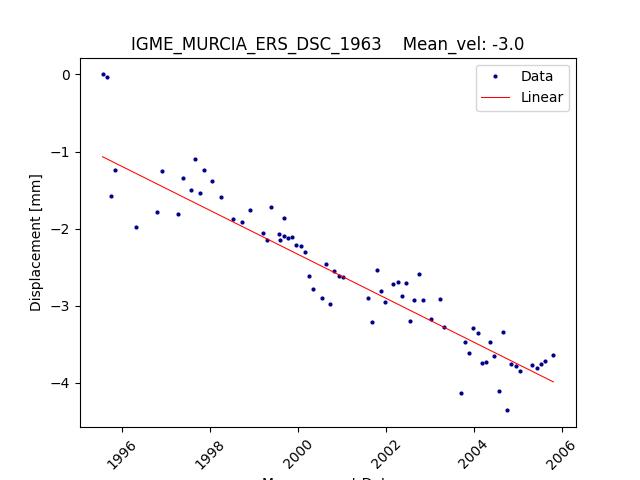 IGME_MURCIA_ERS_DSC_1963    Mean_vel: -3.0
Data
Linear
Displacement [mm]
0
−1
−2
−3
−4
1996
1998
2000
2002
2004
2006